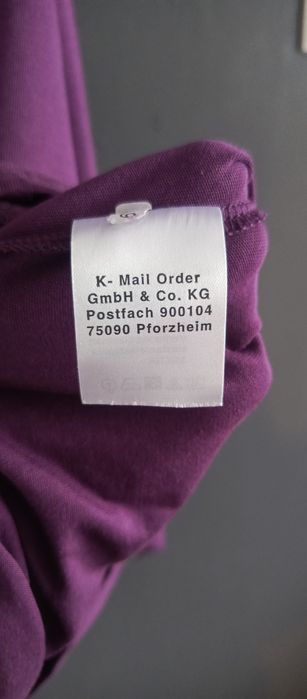 K- Mail Order
GmbH & Co. KG
Postfach 900104
75090 Pforzheim